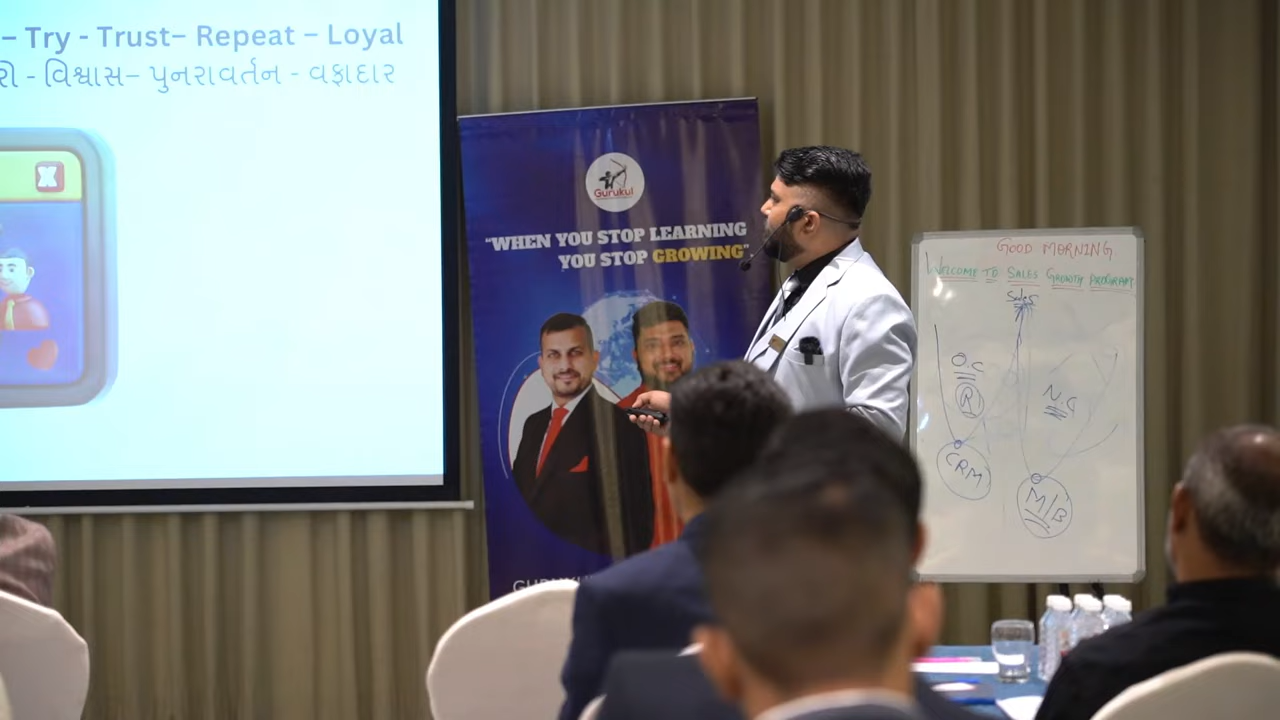 – Try - Trust– Repeat – Loyal
- વિશ્વાસ– પુનરાવર્તન - વફાદાર
Gurukul
“WHEN YOU STOP LEARNING
YOU STOP GROWING”
GOOD MORNING
WELCOME TO SALES GROWTH PROGRAM
Sales
O.C
R
N.C
CRM
M/B